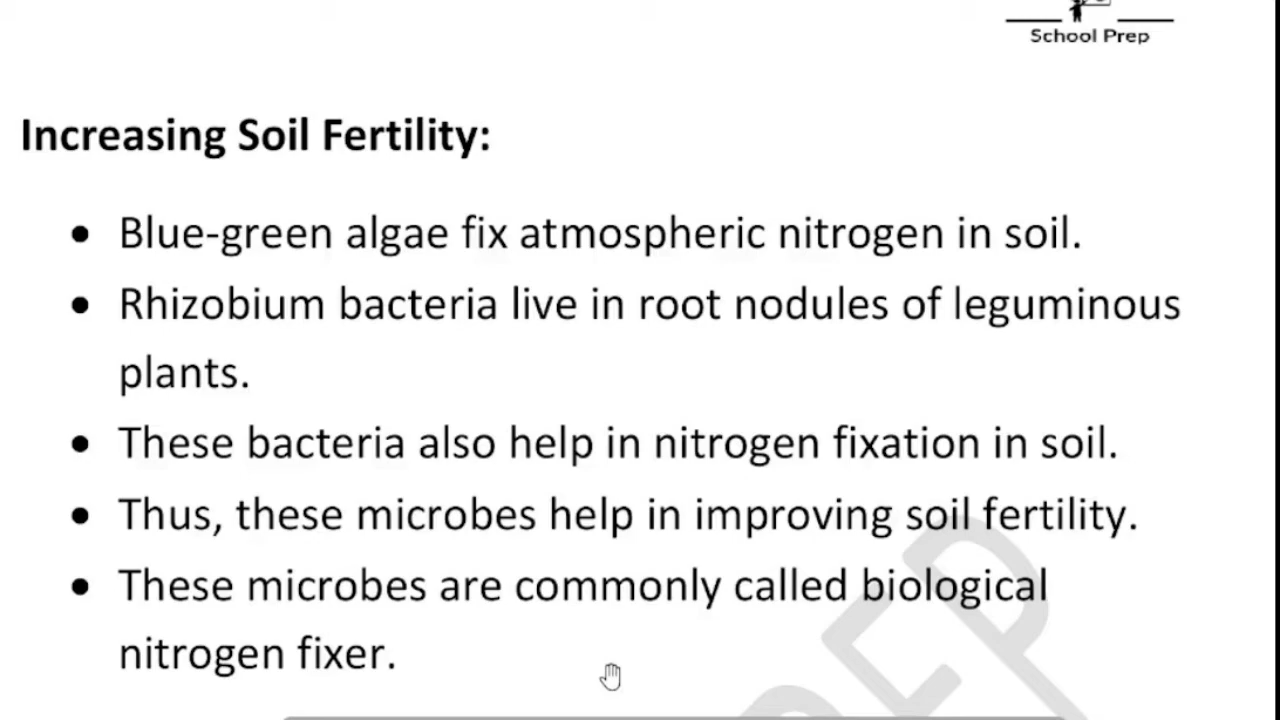 School Prep
Increasing Soil Fertility:
• Blue-green algae fix atmospheric nitrogen in soil.
• Rhizobium bacteria live in root nodules of leguminous
plants.
• These bacteria also help in nitrogen fixation in soil.
• Thus, these microbes help in improving soil fertility.
• These microbes are commonly called biological
nitrogen fixer.